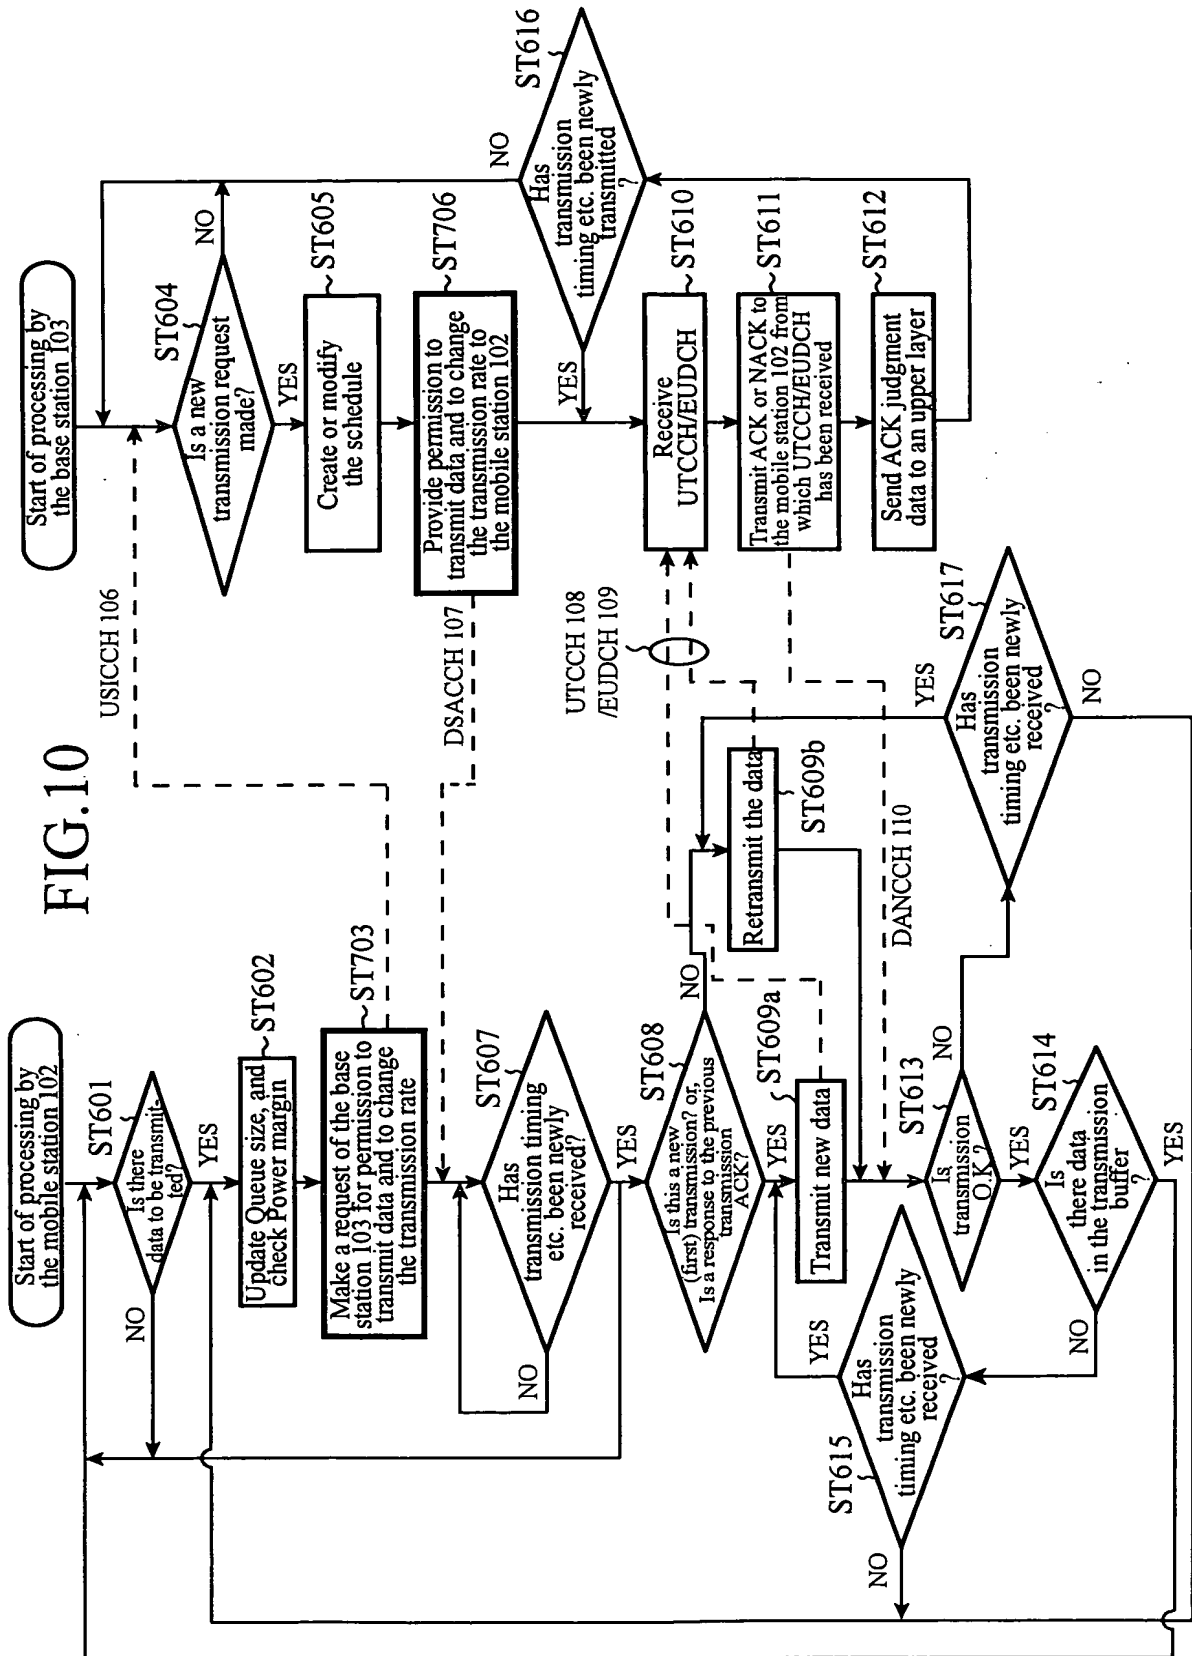 FIG.10
Start of processing by
the mobile station 102
ST601
Is there
data to be transmit-
ted?
NO
YES
ST602
Update Queue size, and
check Power margin
ST703
Make a request of the base
station 103 for permission to
transmit data and to change
the transmission rate
ST607
Has
transmission timing
etc. been newly
received?
NO
YES
ST608
Is this a new
(first) transmission? or,
Is a response to the previous
transmission
ACK?
NO
YES
ST609a
Transmit new data
Retransmit the data
ST609b
ST613
Is
transmission
O.K.?
NO
YES
ST614
Is
there data
in the transmission
buffer
?
NO
YES
ST615
Has
transmission
timing etc. been newly
received
?
YES
NO
ST617
Has
transmission
timing etc. been newly
received
?
YES
NO
USICCH 106
DSACCH 107
UTCCH 108
/EUDCH 109
DANCCH 110
Start of processing by
the base station 103
ST604
Is a new
transmission request
made?
NO
YES
ST605
Create or modify
the schedule
ST706
Provide permission to
transmit data and to change
the transmission rate to
the mobile station 102
ST610
Receive
UTCCH/EUDCH
ST611
Transmit ACK or NACK to
the mobile station 102 from
which UTCCH/EUDCH
has been received
ST612
Send ACK judgment
data to an upper layer
ST616
Has
transmission
timing etc. been newly
transmitted
?
NO
YES